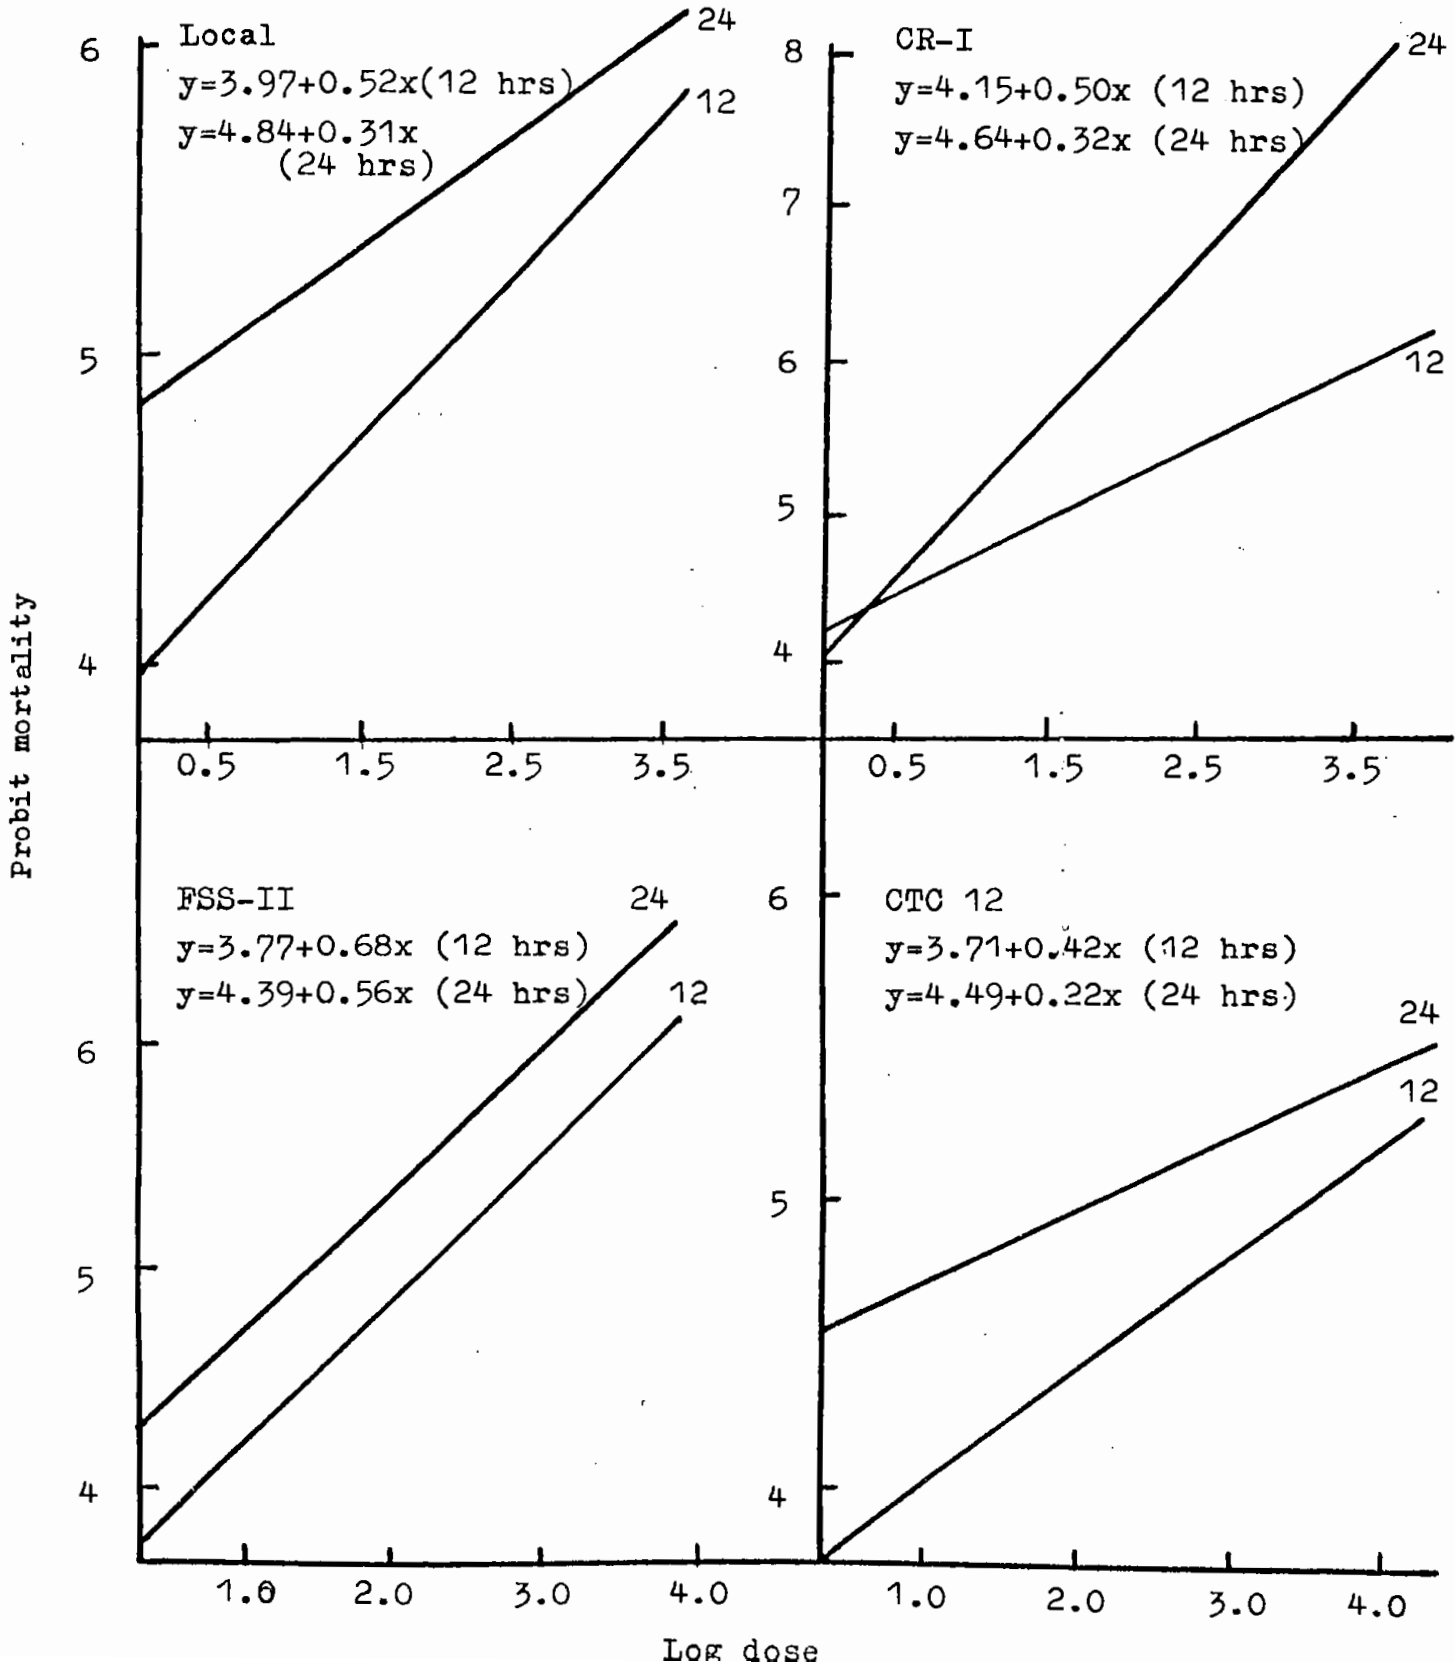 Probit mortality
Local
y=3.97+0.52x(12 hrs)
y=4.84+0.31x
(24 hrs)
24
12
6
5
4
0.5 1.5 2.5 3.5
CR-I
y=4.15+0.50x (12 hrs)
y=4.64+0.32x (24 hrs)
24
12
8
7
6
5
4
0.5 1.5 2.5 3.5
FSS-II
y=3.77+0.68x (12 hrs)
y=4.39+0.56x (24 hrs)
24
12
6
5
4
1.0 2.0 3.0 4.0
CTC 12
y=3.71+0.42x (12 hrs)
y=4.49+0.22x (24 hrs)
24
12
6
5
4
1.0 2.0 3.0 4.0
Log dose